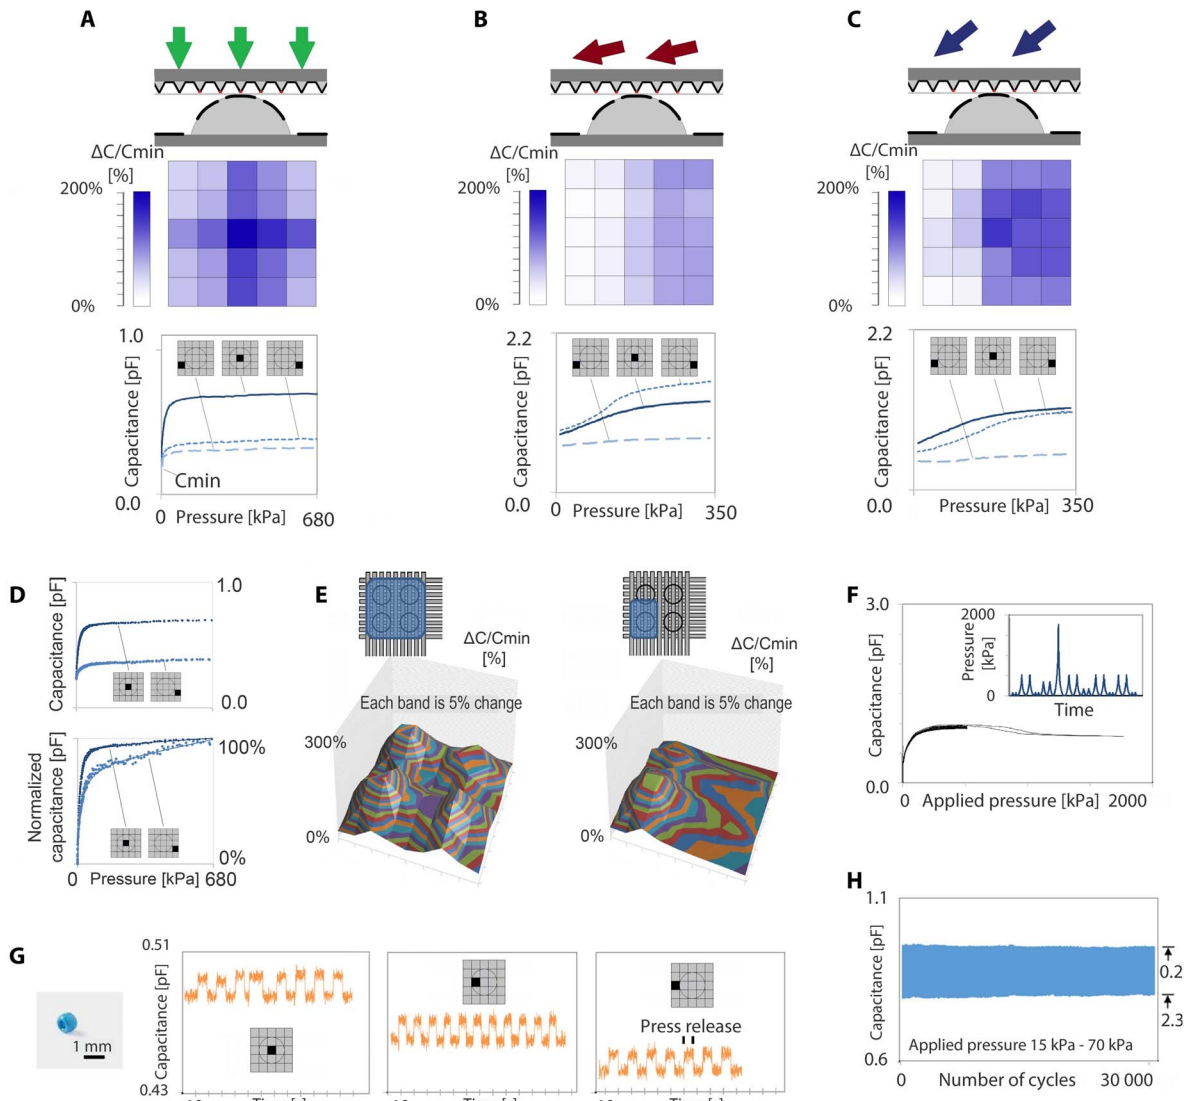 A
B
C
ΔC/Cmin
[%]
200%
0%
ΔC/Cmin
[%]
200%
0%
ΔC/Cmin
[%]
200%
0%
1.0
Capacitance [pF]
Cmin
0.0
0 Pressure [kPa] 680
2.2
Capacitance [pF]
0.0
0 Pressure [kPa] 350
2.2
Capacitance [pF]
0.0
0 Pressure [kPa] 350
D
Capacitance [pF]
1.0
0.0
Normalized
capacitance [pF]
100%
0%
0 Pressure [kPa] 680
E
ΔC/Cmin
[%]
Each band is 5% change
300%
0%
ΔC/Cmin
[%]
Each band is 5% change
300%
0%
F
3.0
Capacitance [pF]
0.0
2000
Pressure
[kPa]
0
Time
0 Applied pressure [kPa] 2000
G
1 mm
0.51
Capacitance [pF]
0.43
Press release
H
1.1
Capacitance [pF]
0.6
0.2
2.3
Applied pressure 15 kPa - 70 kPa
0 Number of cycles 30 000